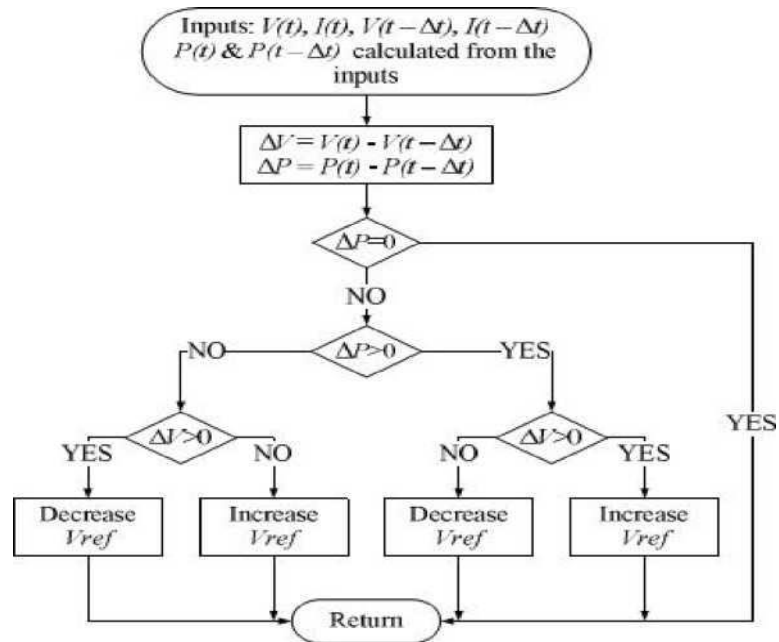 Inputs: V(t), I(t), V(t – Δt), I(t – Δt)
P(t) & P(t – Δt) calculated from the
inputs
ΔV = V(t) - V(t – Δt)
ΔP = P(t) - P(t – Δt)
ΔP=0
NO
ΔP>0
NO
YES
YES
ΔV>0
ΔV>0
YES
NO
NO
YES
Decrease
Vref
Increase
Vref
Decrease
Vref
Increase
Vref
Return